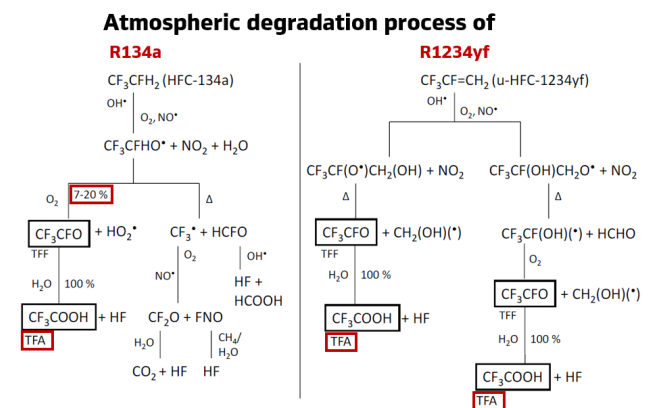 Atmospheric degradation process of
R134a
CF₃CFH₂ (HFC-134a)
OH•
O₂, NO•
CF₃CFHO• + NO₂ + H₂O
O₂
7-20 %
Δ
CF₃CFO + HO₂•
TFF
H₂O 100 %
CF₃COOH + HF
TFA
CF₃• + HCFO
O₂
NO•
OH•
HF +
HCOOH
CF₂O + FNO
H₂O
CH₄/
H₂O
CO₂ + HF
HF
R1234yf
CF₃CF=CH₂ (u-HFC-1234yf)
OH•
O₂, NO•
CF₃CF(O•)CH₂(OH) + NO₂
Δ
CF₃CFO + CH₂(OH)(•)
TFF
H₂O 100 %
CF₃COOH + HF
TFA
CF₃CF(OH)CH₂O• + NO₂
Δ
CF₃CF(OH)(•) + HCHO
O₂
CF₃CFO + CH₂(OH)(•)
TFF
H₂O 100 %
CF₃COOH + HF
TFA